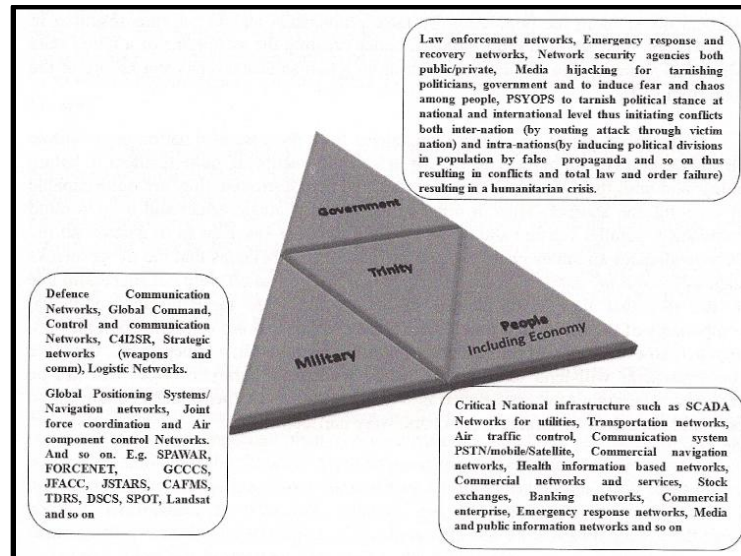 Law enforcement networks, Emergency response and
recovery networks, Network security agencies both
public/private, Media hijacking for tarnishing
politicians, government and to induce fear and chaos
among people, PSYOPS to tarnish political stance at
national and international level thus initiating conflicts
both inter-nation (by routing attack through victim
nation) and intra-nations(by inducing political divisions
in population by false propaganda and so on thus
resulting in conflicts and total law and order failure)
resulting in a humanitarian crisis.
Government
Trinity
Military
People
Including Economy
Defence Communication
Networks, Global Command,
Control and communication
Networks, C4I2SR, Strategic
networks (weapons and
comm), Logistic Networks.
Global Positioning Systems/
Navigation networks, Joint
force coordination and Air
component control Networks.
And so on. E.g. SPAWAR,
FORCENET, GCCCS,
JFACC, JSTARS, CAFMS,
TDRS, DSCS, SPOT, Landsat
and so on
Critical National infrastructure such as SCADA
Networks for utilities, Transportation networks,
Air traffic control, Communication system
PSTN/mobile/Satellite, Commercial navigation
networks, Health information based networks,
Commercial networks and services, Stock
exchanges, Banking networks, Commercial
enterprise, Emergency response networks, Media
and public information networks and so on